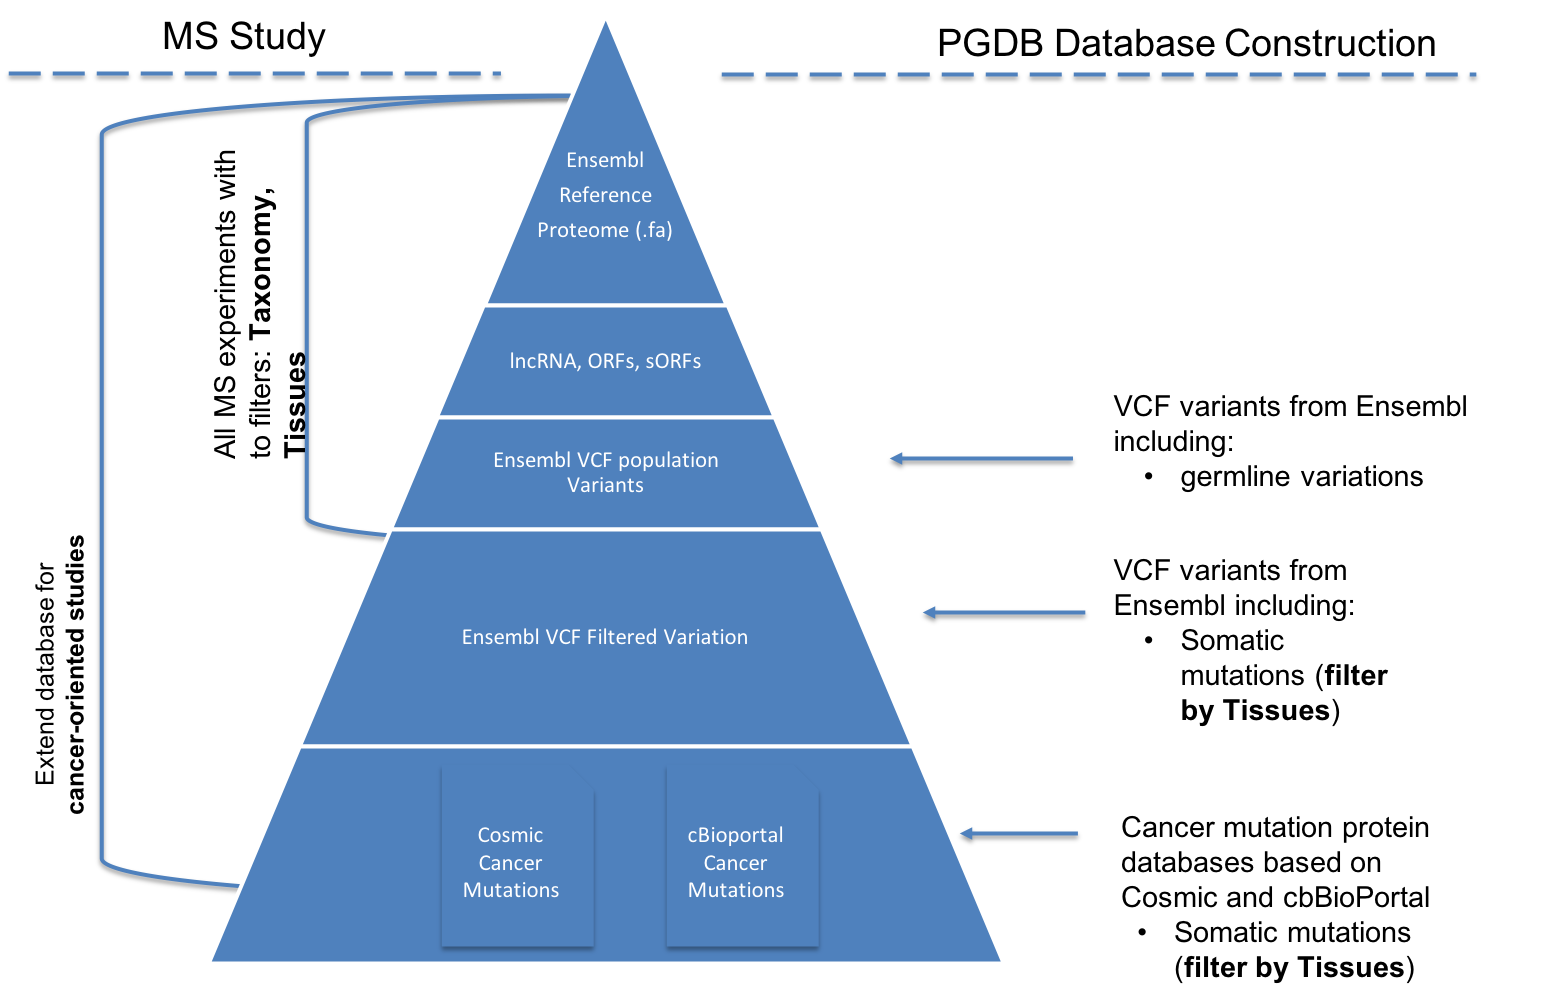 MS Study
PGDB Database Construction
All MS experiments with
to filters: Taxonomy,
Tissues
Extend database for
cancer-oriented studies
Ensembl
Reference
Proteome (.fa)
lncRNA, ORFs, sORFs
Ensembl VCF population
Variants
Ensembl VCF Filtered Variation
Cosmic
Cancer
Mutations
cBioportal
Cancer
Mutations
VCF variants from Ensembl
including:
• germline variations
VCF variants from
Ensembl including:
• Somatic
mutations (filter
by Tissues)
Cancer mutation protein
databases based on
Cosmic and cbBioPortal
• Somatic mutations
(filter by Tissues)